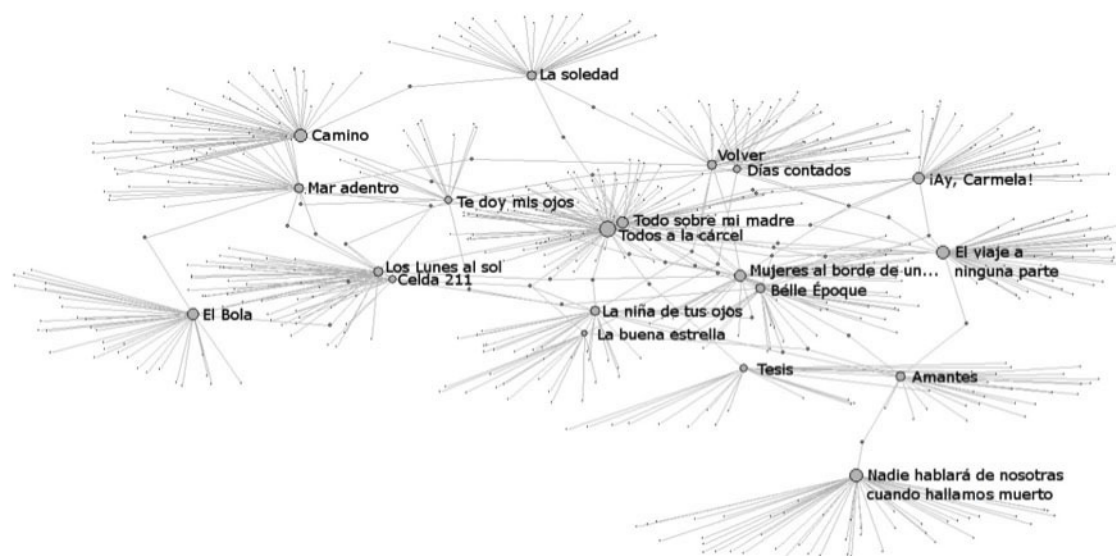 La soledad
Camino
Volver
Días contados
¡Ay, Carmela!
Mar adentro
Te doy mis ojos
Todo sobre mi madre
Todos a la cárcel
El viaje a
ninguna parte
Los Lunes al sol
Celda 211
Mujeres al borde de un...
Bélle Época
El Bola
La niña de tus ojos
La buena estrella
Tesis
Amantes
Nadie hablará de nosotras
cuando hallamos muerto